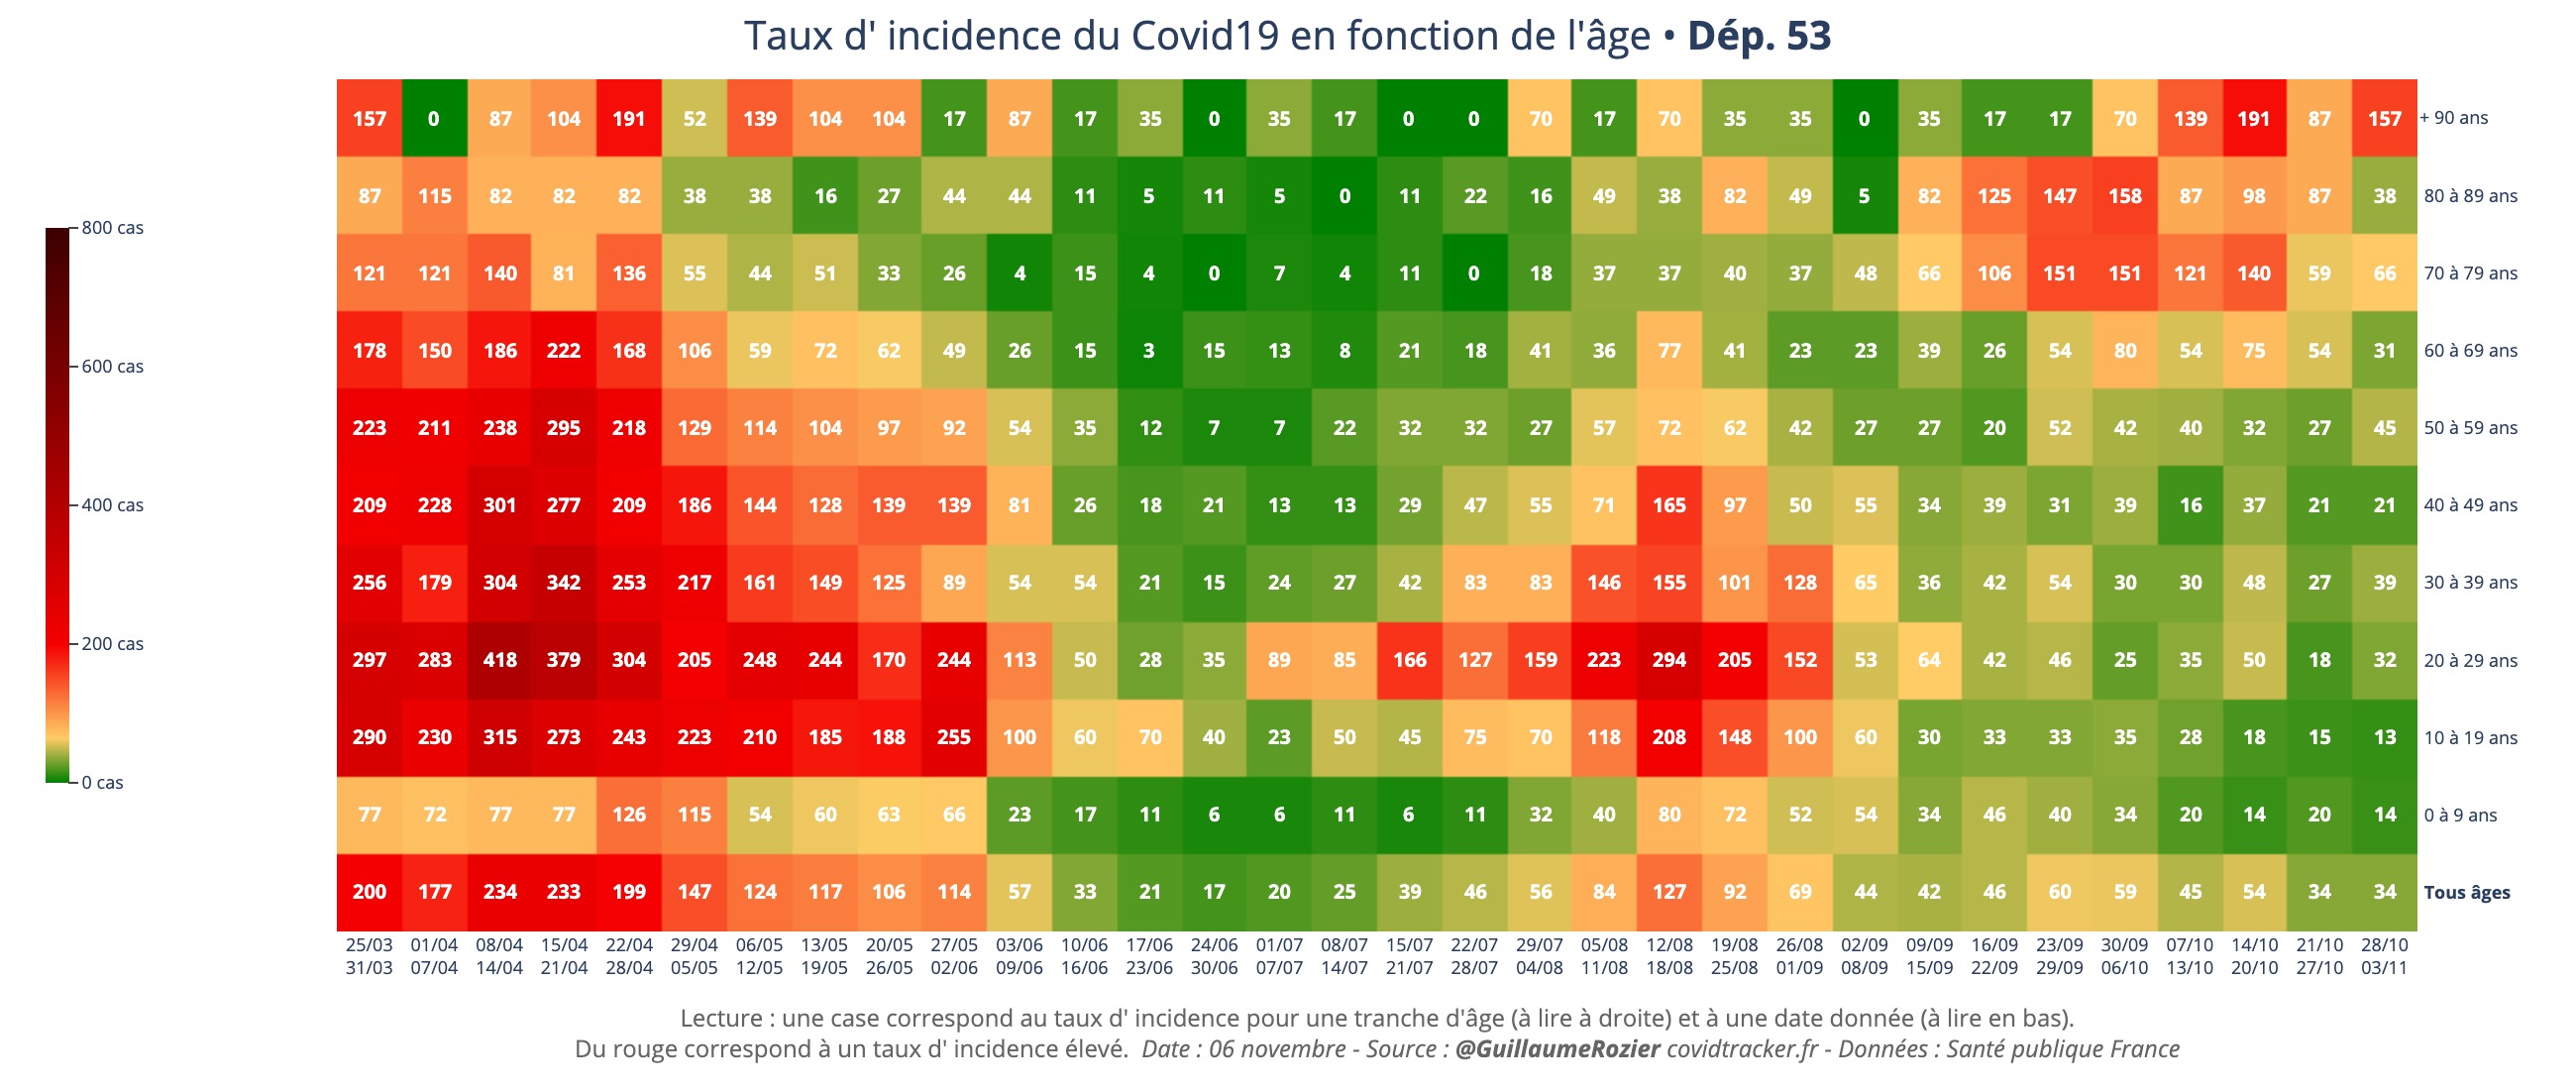 Taux d' incidence du Covid19 en fonction de l'âge • Dép. 53
157 0 87 104 191 52 139 104 104 17 87 17 35 0 35 17 0 0 70 17 70 35 35 0 35 17 17 70 139 191 87 157 + 90 ans
87 115 82 82 82 38 38 16 27 44 44 11 5 11 5 0 11 22 16 49 38 82 49 5 82 125 147 158 87 98 87 38 80 à 89 ans
800 cas
121 121 140 81 136 55 44 51 33 26 4 15 4 0 7 4 11 0 18 37 37 40 37 48 66 106 151 151 121 140 59 66 70 à 79 ans
178 150 186 222 168 106 59 72 62 49 26 15 3 15 13 8 21 18 41 36 77 41 23 23 39 26 54 80 54 75 54 31 60 à 69 ans
600 cas
223 211 238 295 218 129 114 104 97 92 54 35 12 7 7 22 32 32 27 57 72 62 42 27 27 20 52 42 40 32 27 45 50 à 59 ans
400 cas
209 228 301 277 209 186 144 128 139 139 81 26 18 21 13 13 29 47 55 71 165 97 50 55 34 39 31 39 16 37 21 21 40 à 49 ans
256 179 304 342 253 217 161 149 125 89 54 54 21 15 24 27 42 83 83 146 155 101 128 65 36 42 54 30 30 48 27 39 30 à 39 ans
200 cas
297 283 418 379 304 205 248 244 170 244 113 50 28 35 89 85 166 127 159 223 294 205 152 53 64 42 46 25 35 50 18 32 20 à 29 ans
290 230 315 273 243 223 210 185 188 255 100 60 70 40 23 50 45 75 70 118 208 148 100 60 30 33 33 35 28 18 15 13 10 à 19 ans
0 cas
77 72 77 77 126 115 54 60 63 66 23 17 11 6 6 11 6 11 32 40 80 72 52 54 34 46 40 34 20 14 20 14 0 à 9 ans
200 177 234 233 199 147 124 117 106 114 57 33 21 17 20 25 39 46 56 84 127 92 69 44 42 46 60 59 45 54 34 34 Tous âges
25/03 01/04 08/04 15/04 22/04 29/04 06/05 13/05 20/05 27/05 03/06 10/06 17/06 24/06 01/07 08/07 15/07 22/07 29/07 05/08 12/08 19/08 26/08 02/09 09/09 16/09 23/09 30/09 07/10 14/10 21/10 28/10
31/03 07/04 14/04 21/04 28/04 05/05 12/05 19/05 26/05 02/06 09/06 16/06 23/06 30/06 07/07 14/07 21/07 28/07 04/08 11/08 18/08 25/08 01/09 08/09 15/09 22/09 29/09 06/10 13/10 20/10 27/10 03/11
Lecture : une case correspond au taux d' incidence pour une tranche d'âge (à lire à droite) et à une date donnée (à lire en bas).
Du rouge correspond à un taux d' incidence élevé. Date : 06 novembre - Source : @GuillaumeRozier covidtracker.fr - Données : Santé publique France